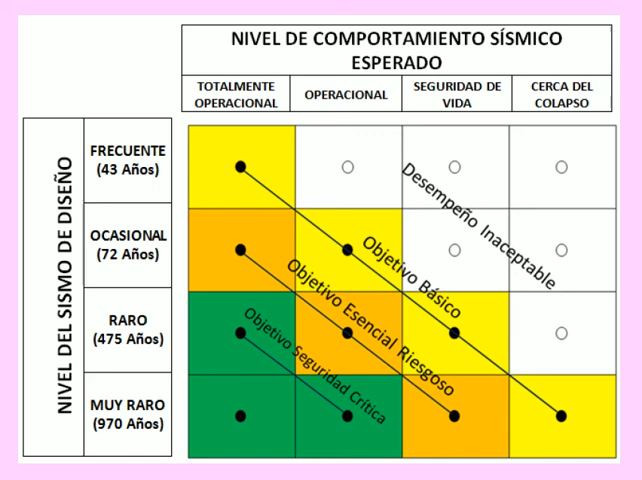 NIVEL DE COMPORTAMIENTO SÍSMICO
ESPERADO
TOTALMENTE
OPERACIONAL
OPERACIONAL
SEGURIDAD DE
VIDA
CERCA DEL
COLAPSO
NIVEL DEL SISMO DE DISEÑO
FRECUENTE
(43 Años)
OCASIONAL
(72 Años)
RARO
(475 Años)
MUY RARO
(970 Años)
Desempeño Inaceptable
Objetivo Básico
Objetivo Esencial Riesgoso
Objetivo Seguridad Crítica